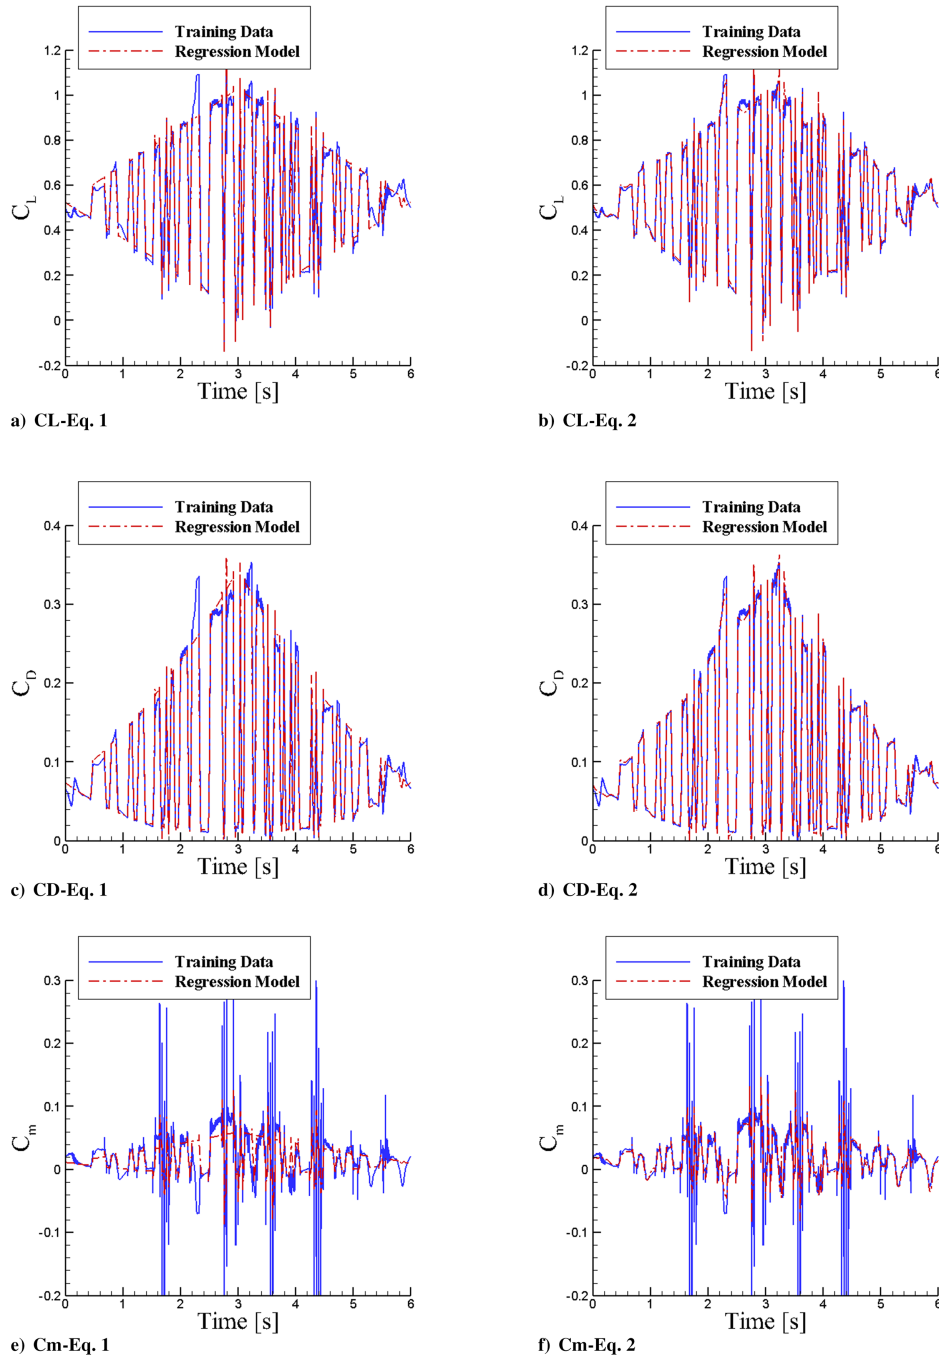 Training Data
Regression Model
1.2
1
0.8
0.6
0.4
0.2
0
-0.2
C_L
0 1 2 3 4 5 6
Time [s]
a) CL-Eq. 1
Training Data
Regression Model
1.2
1
0.8
0.6
0.4
0.2
0
-0.2
C_L
0 1 2 3 4 5 6
Time [s]
b) CL-Eq. 2
Training Data
Regression Model
0.4
0.3
0.2
0.1
0
C_D
0 1 2 3 4 5 6
Time [s]
c) CD-Eq. 1
Training Data
Regression Model
0.4
0.3
0.2
0.1
0
C_D
0 1 2 3 4 5 6
Time [s]
d) CD-Eq. 2
Training Data
Regression Model
0.3
0.2
0.1
0
-0.1
-0.2
C_m
0 1 2 3 4 5 6
Time [s]
e) Cm-Eq. 1
Training Data
Regression Model
0.3
0.2
0.1
0
-0.1
-0.2
C_m
0 1 2 3 4 5 6
Time [s]
f) Cm-Eq. 2